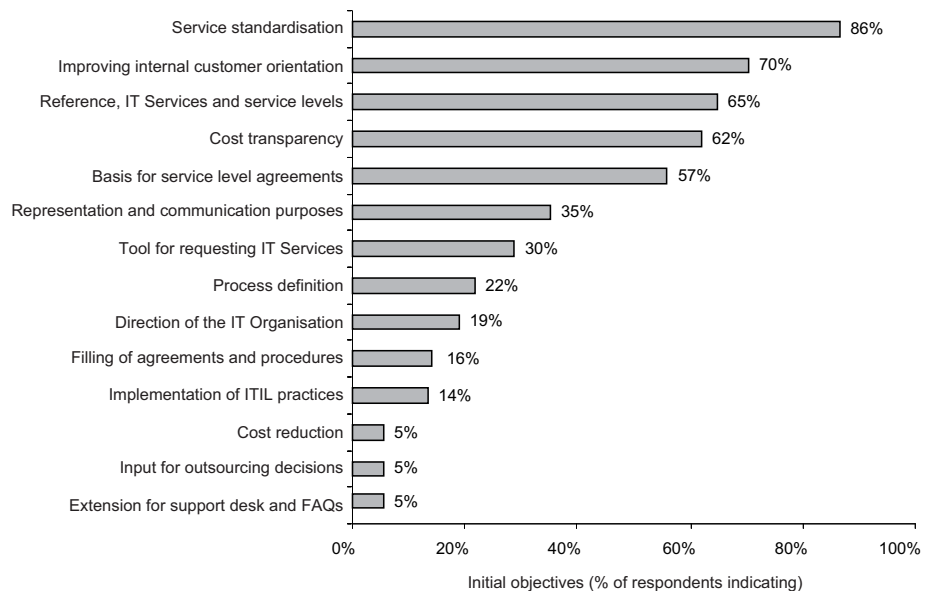 Service standardisation 86%
Improving internal customer orientation 70%
Reference, IT Services and service levels 65%
Cost transparency 62%
Basis for service level agreements 57%
Representation and communication purposes 35%
Tool for requesting IT Services 30%
Process definition 22%
Direction of the IT Organisation 19%
Filling of agreements and procedures 16%
Implementation of ITIL practices 14%
Cost reduction 5%
Input for outsourcing decisions 5%
Extension for support desk and FAQs 5%
0% 20% 40% 60% 80% 100%
Initial objectives (% of respondents indicating)